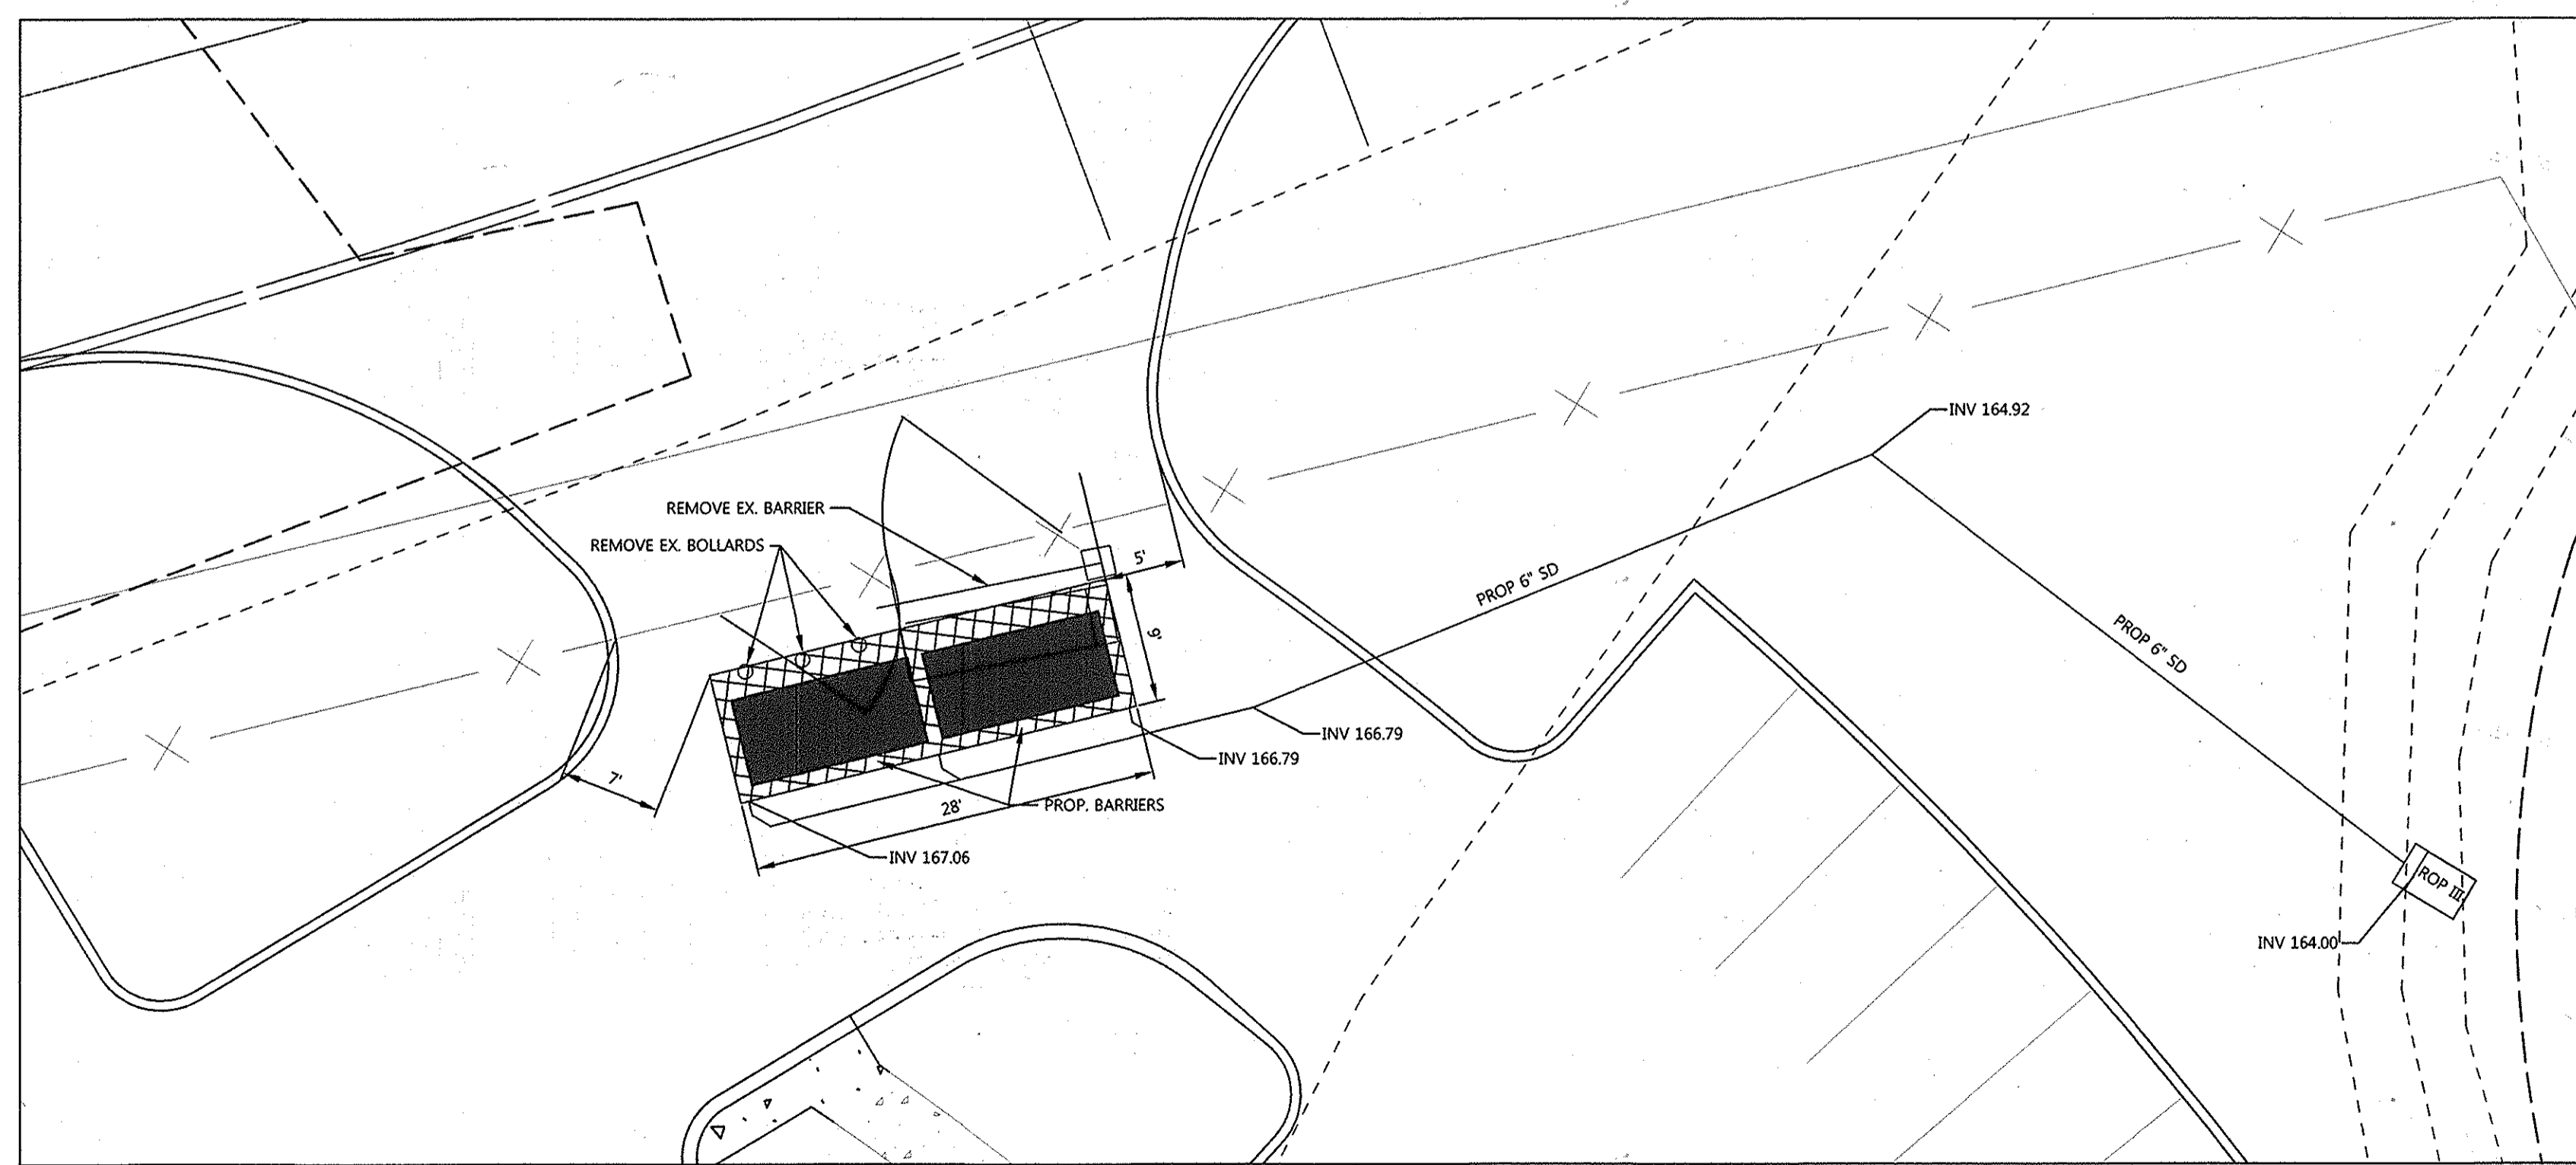 INV 164.92
REMOVE EX. BARRIER
REMOVE EX. BOLLARDS
5'
PROP 6" SD
9'
PROP 6" SD
INV 166.79
INV 166.79
7'
28'
PROP. BARRIERS
INV 167.06
ROP III
INV 164.00